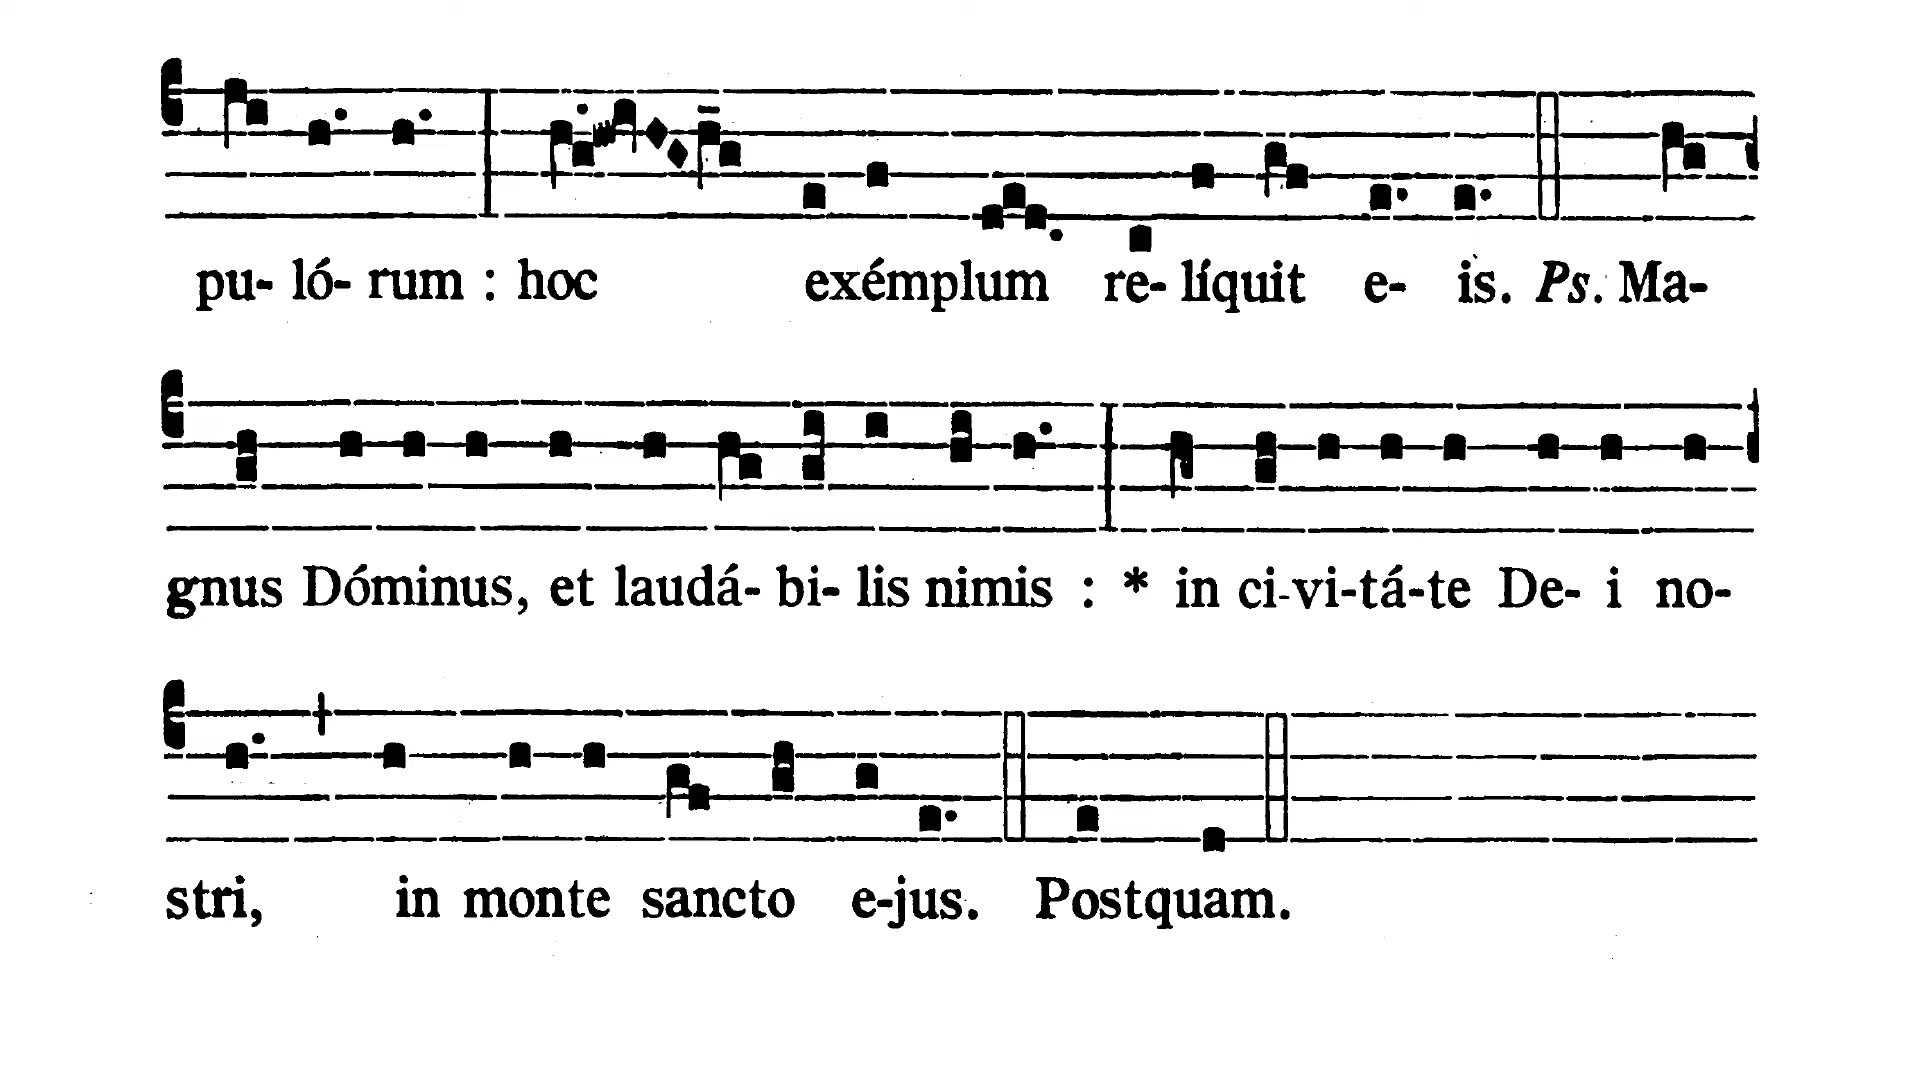 pu- ló- rum : hoc exémplum re- líquit e- is. Ps. Ma-
gnus Dóminus, et laudá- bi- lis nimis : * in ci-vi-tá-te De- i no-
stri, in monte sancto e-jus. Postquam.